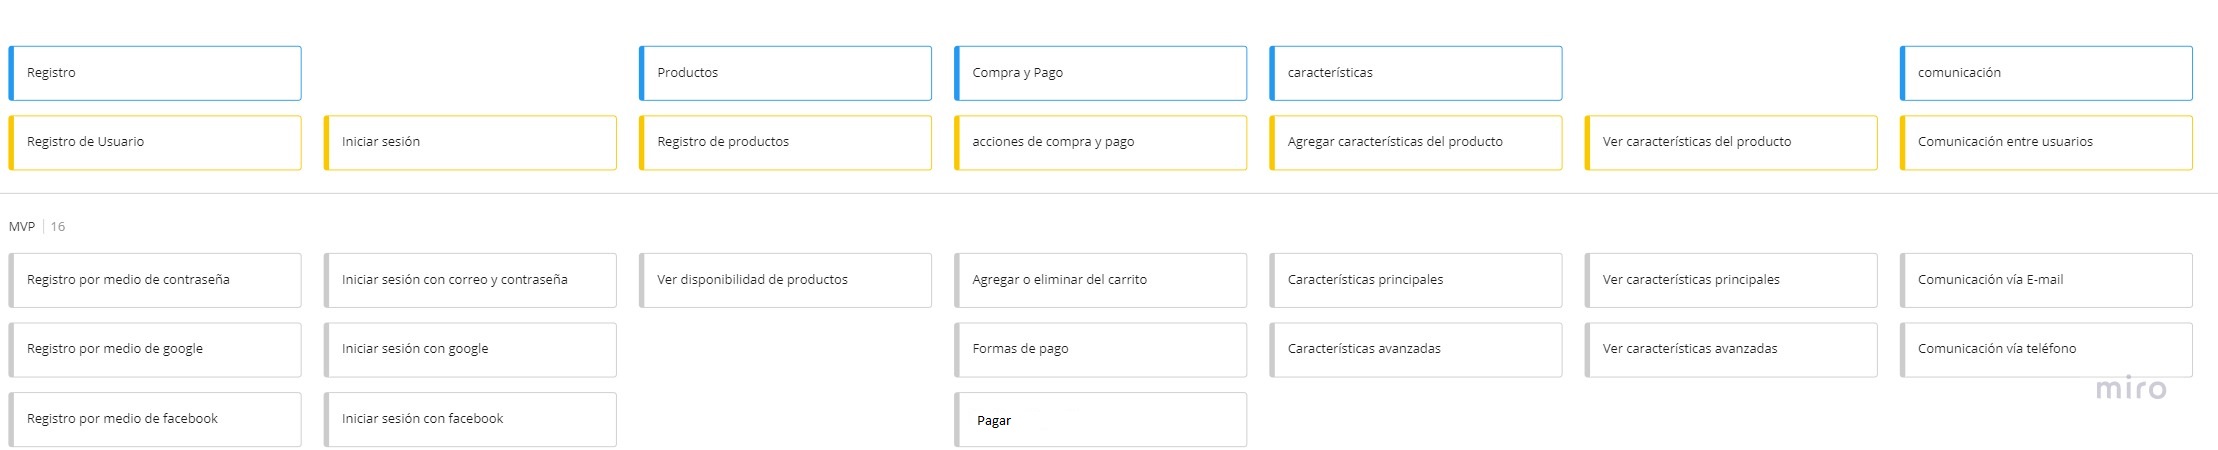 Registro
Productos
Compra y Pago
características
comunicación
Registro de Usuario
Iniciar sesión
Registro de productos
acciones de compra y pago
Agregar características del producto
Ver características del producto
Comunicación entre usuarios
MVP | 16
Registro por medio de contraseña
Iniciar sesión con correo y contraseña
Ver disponibilidad de productos
Agregar o eliminar del carrito
Características principales
Ver características principales
Comunicación vía E-mail
Registro por medio de google
Iniciar sesión con google
Formas de pago
Características avanzadas
Ver características avanzadas
Comunicación vía teléfono
miro
Registro por medio de facebook
Iniciar sesión con facebook
Pagar